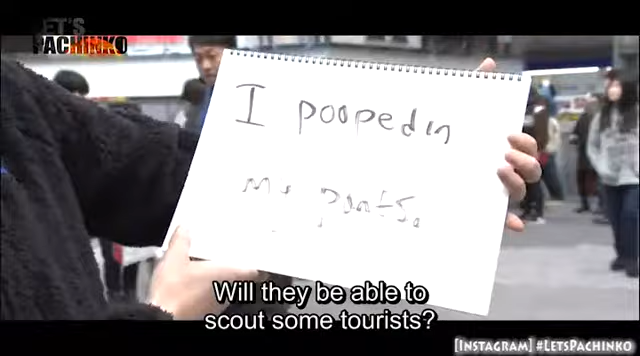 LET'S
PACHINKO
I pooped in
my pants.
Will they be able to
scout some tourists?
[Instagram] #LetsPachinko